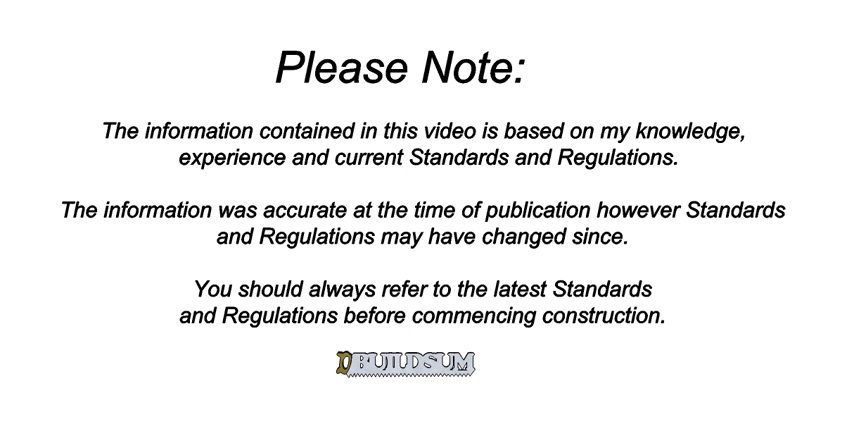 Please Note:
The information contained in this video is based on my knowledge,
experience and current Standards and Regulations.
The information was accurate at the time of publication however Standards
and Regulations may have changed since.
You should always refer to the latest Standards
and Regulations before commencing construction.
BUILDSUM